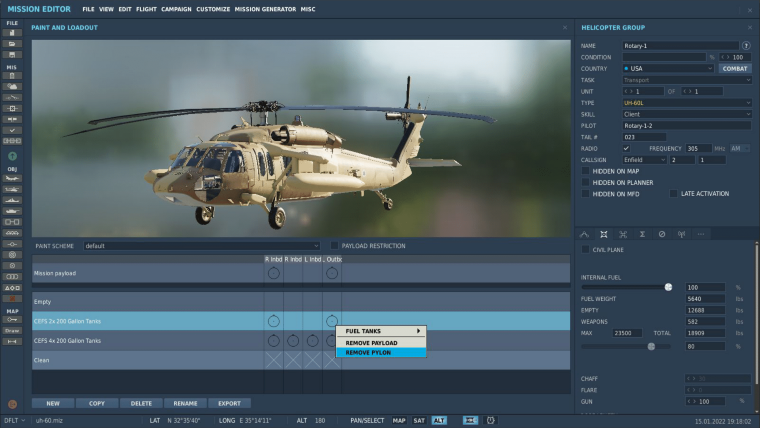 MISSION EDITOR FILE VIEW EDIT FLIGHT CAMPAIGN CUSTOMIZE MISSION GENERATOR MISC
FILE
MIS
OBJ
MAP
PAINT AND LOADOUT
PAINT SCHEME default PAYLOAD RESTRICTION
R Inbd R Inbd L Inbd Outbo
Mission payload
Empty
CEFS 2x 200 Gallon Tanks
CEFS 4x 200 Gallon Tanks
Clean
FUEL TANKS
REMOVE PAYLOAD
REMOVE PYLON
NEW COPY DELETE RENAME EXPORT
HELICOPTER GROUP
NAME Rotary-1 ?
CONDITION % < > 100
COUNTRY USA COMBAT
TASK Transport
UNIT < > 1 OF < > 1
TYPE UH-60L
SKILL Client
PILOT Rotary-1-2
TAIL # 023
RADIO FREQUENCY 305 MHz AM
CALLSIGN Enfield 2 1
HIDDEN ON MAP
HIDDEN ON PLANNER
HIDDEN ON MFD LATE ACTIVATION
CIVIL PLANE
INTERNAL FUEL
100 %
FUEL WEIGHT 5640 lbs
EMPTY 12688 lbs
WEAPONS 582 lbs
MAX 23500 TOTAL 18909 lbs
80 %
CHAFF
FLARE
GUN < > 100 %
DFLT uh-60.miz LAT N 32°35'40" LONG E 35°14'11" ALT 180 PAN/SELECT MAP SAT ALT 15.01.2022 19:18:02